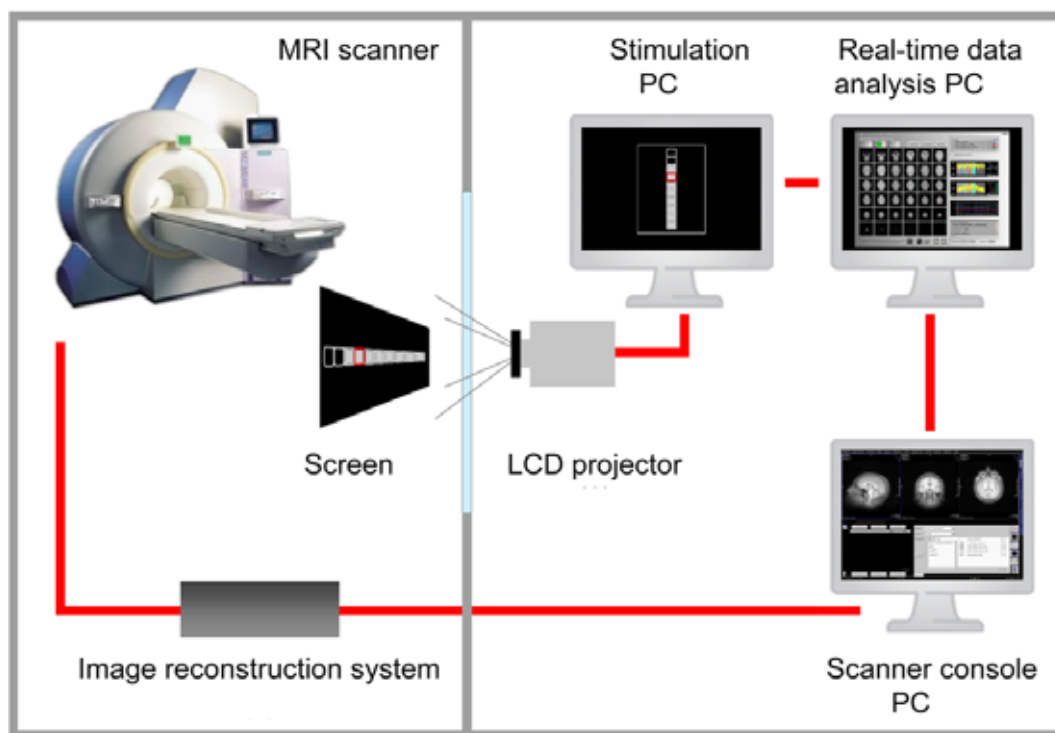 MRI scanner
Stimulation
PC
Real-time data
analysis PC
Screen
LCD projector
Image reconstruction system
Scanner console
PC